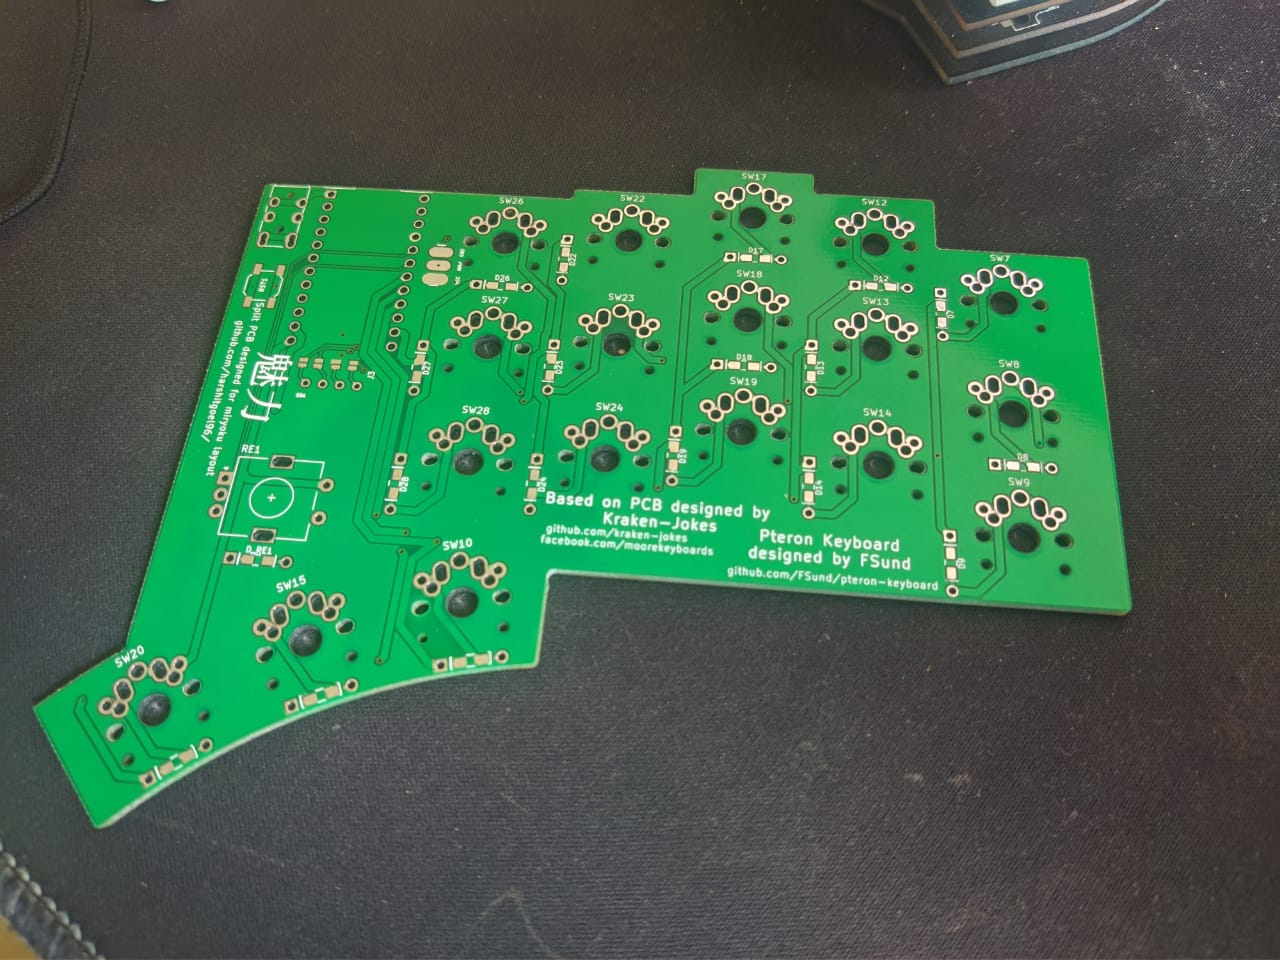 SW17
SW26
SW22
SW12
SW7
D17
D22
D26
D12
SW18
SW27
SW23
SW13
D7
Split PCB designed for miryoku layout
github.com/harshitgoel96/
魅力
J3
D27
D23
D18
D13
SW8
SW19
SW28
SW24
SW14
RE1
D19
D8
D28
D24
D14
SW9
Based on PCB designed by
Kraken-Jokes
github.com/kraken-jokes
facebook.com/moorekeyboards
Pteron Keyboard
designed by FSund
github.com/FSund/pteron-keyboard
D9
D_RE1
SW10
SW15
SW20